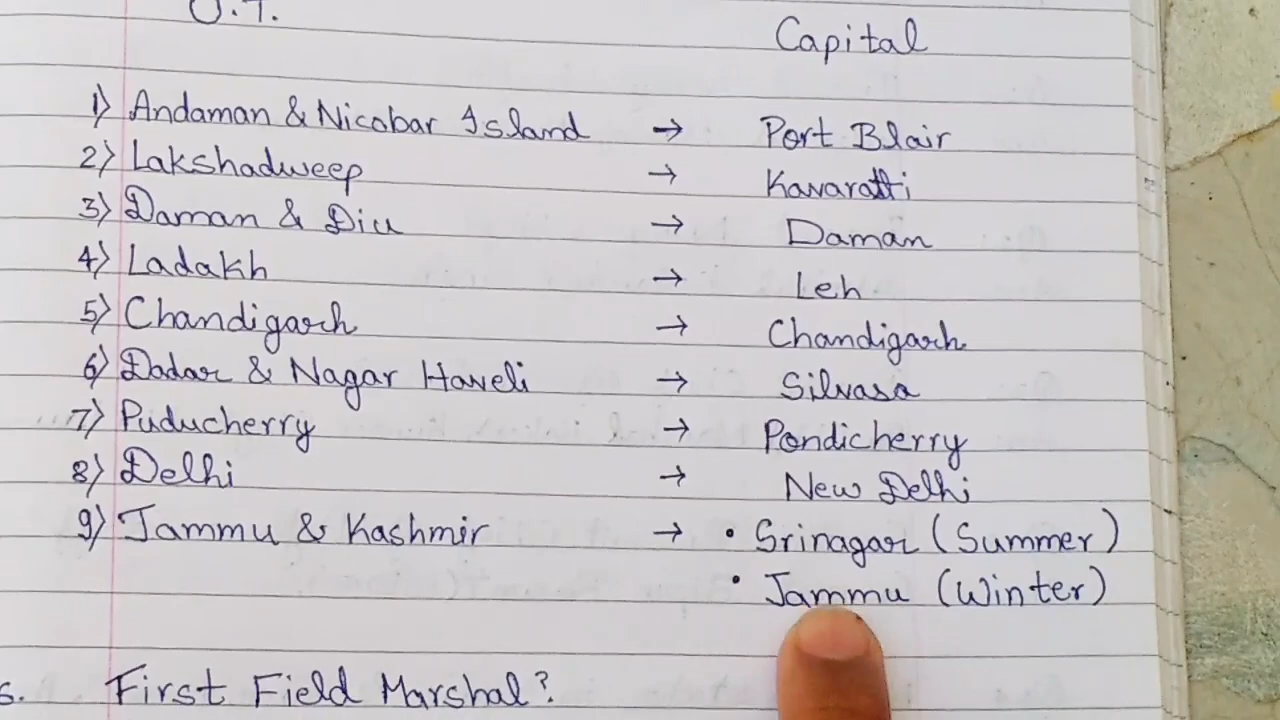 U.T. Capital
1) Andaman & Nicobar Island → Port Blair
2) Lakshadweep → Kavaratti
3) Daman & Diu → Daman
4) Ladakh → Leh
5) Chandigarh → Chandigarh
6) Dadar & Nagar Haveli → Silvasa
7) Puducherry → Pondicherry
8) Delhi → New Delhi
9) Jammu & Kashmir → • Srinagar (Summer)
• Jammu (Winter)
s. First Field Marshal?